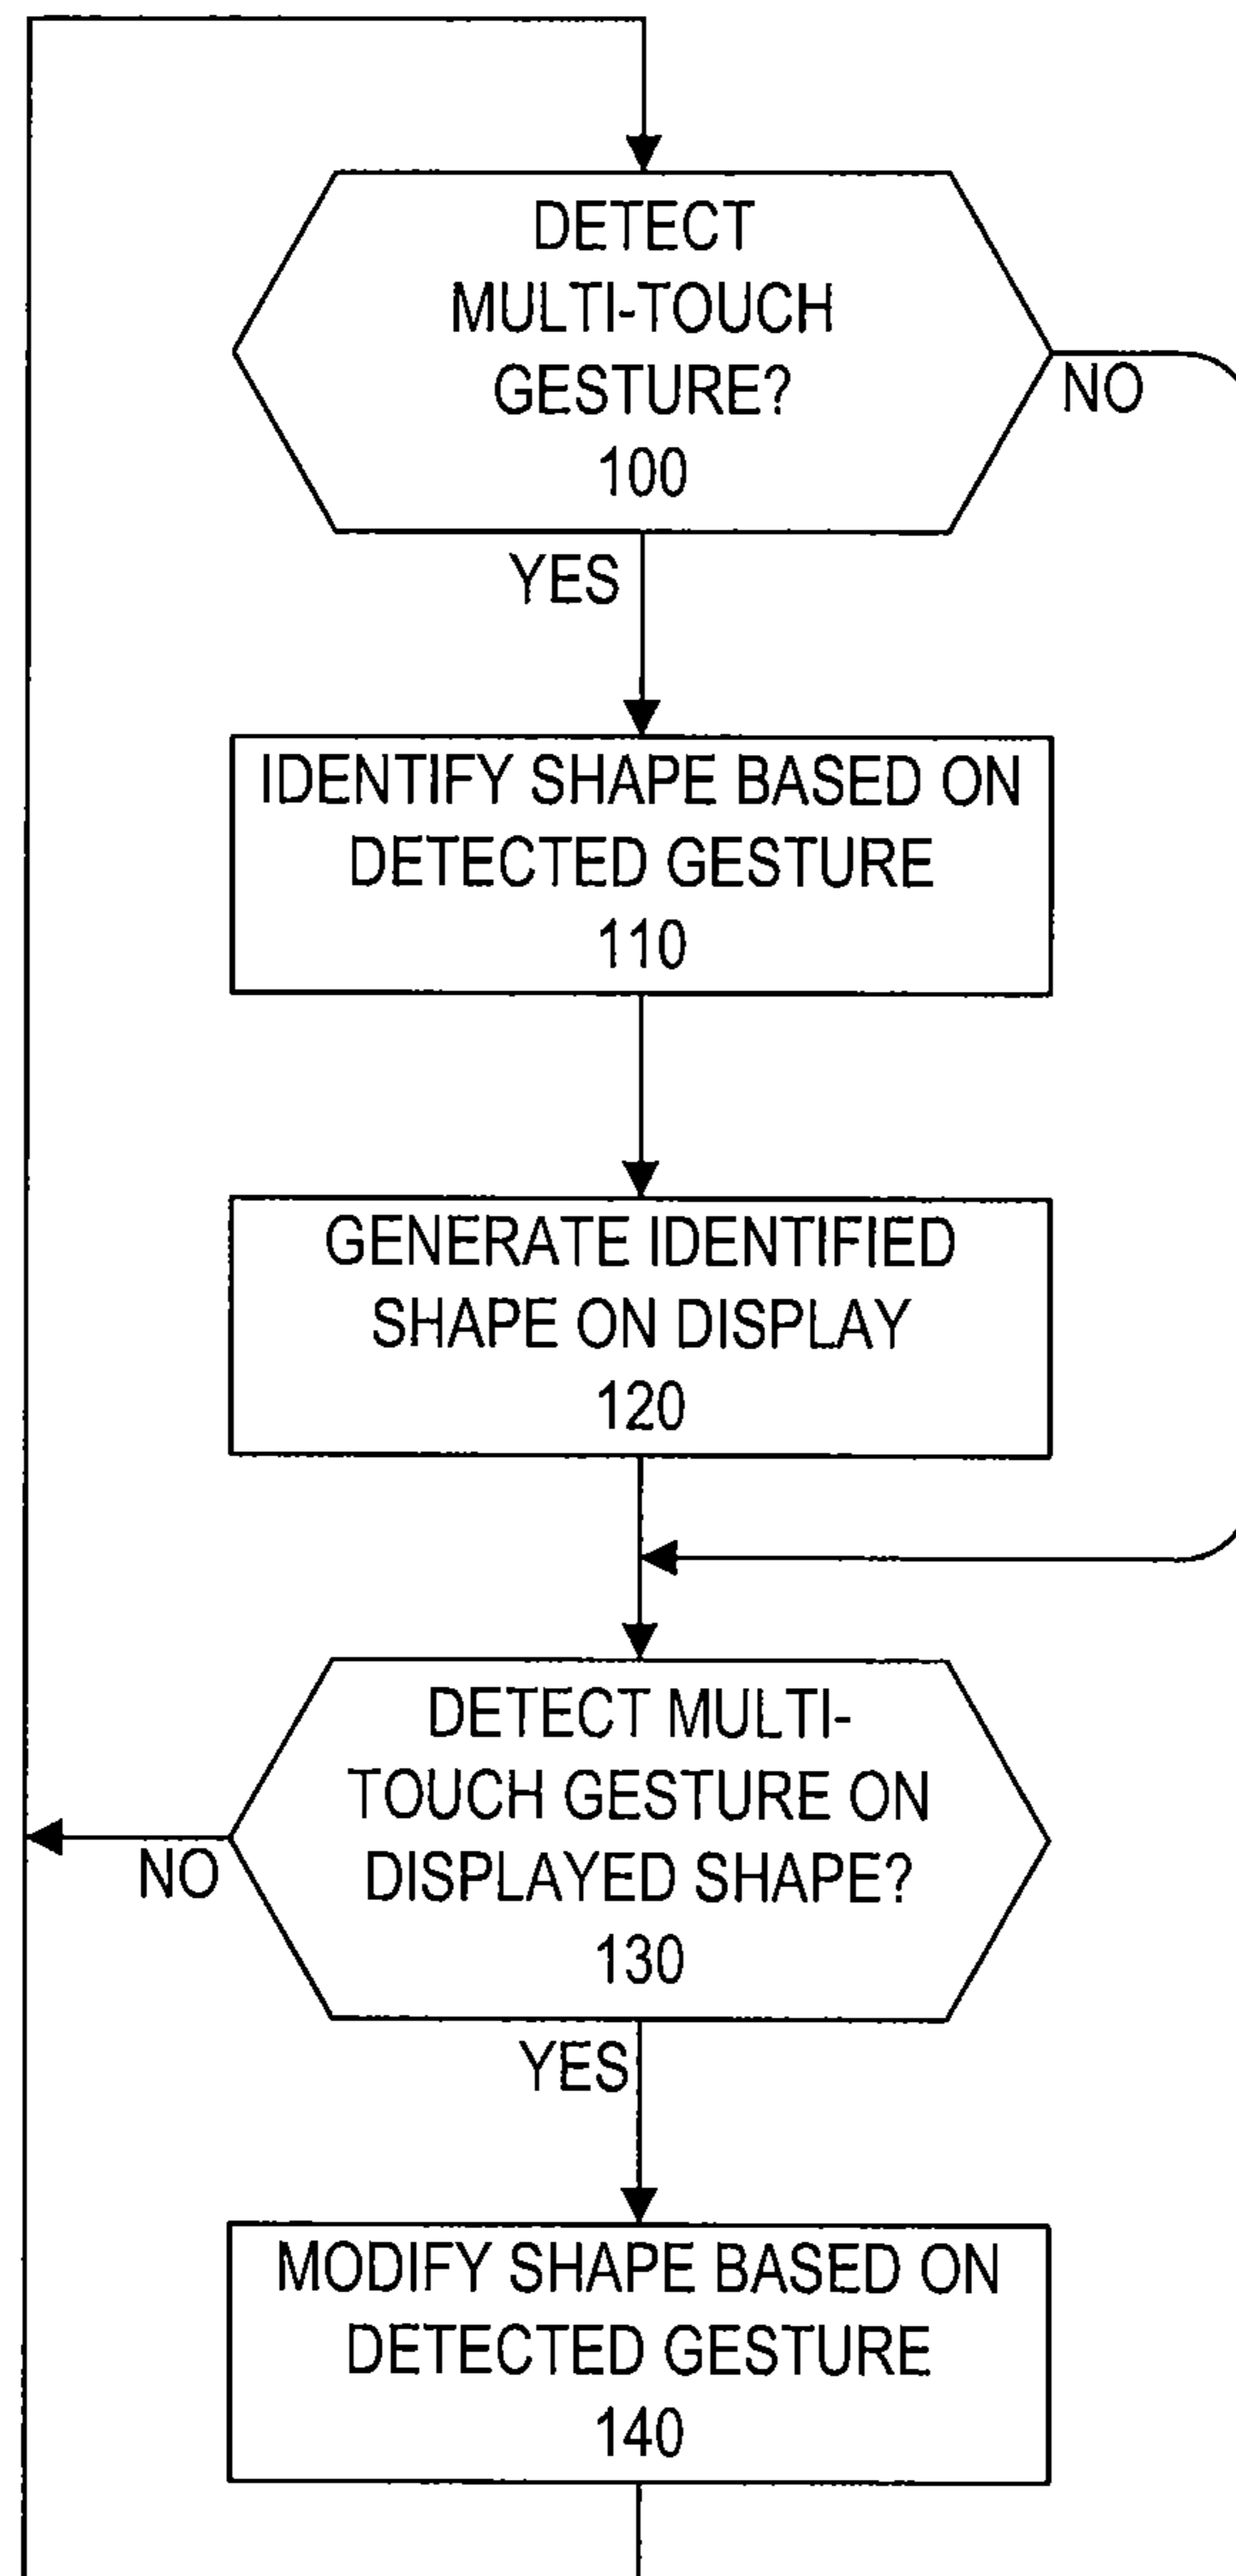 DETECT
MULTI-TOUCH
GESTURE?
100
NO
YES
IDENTIFY SHAPE BASED ON
DETECTED GESTURE
110
GENERATE IDENTIFIED
SHAPE ON DISPLAY
120
DETECT MULTI-
TOUCH GESTURE ON
DISPLAYED SHAPE?
130
NO
YES
MODIFY SHAPE BASED ON
DETECTED GESTURE
140